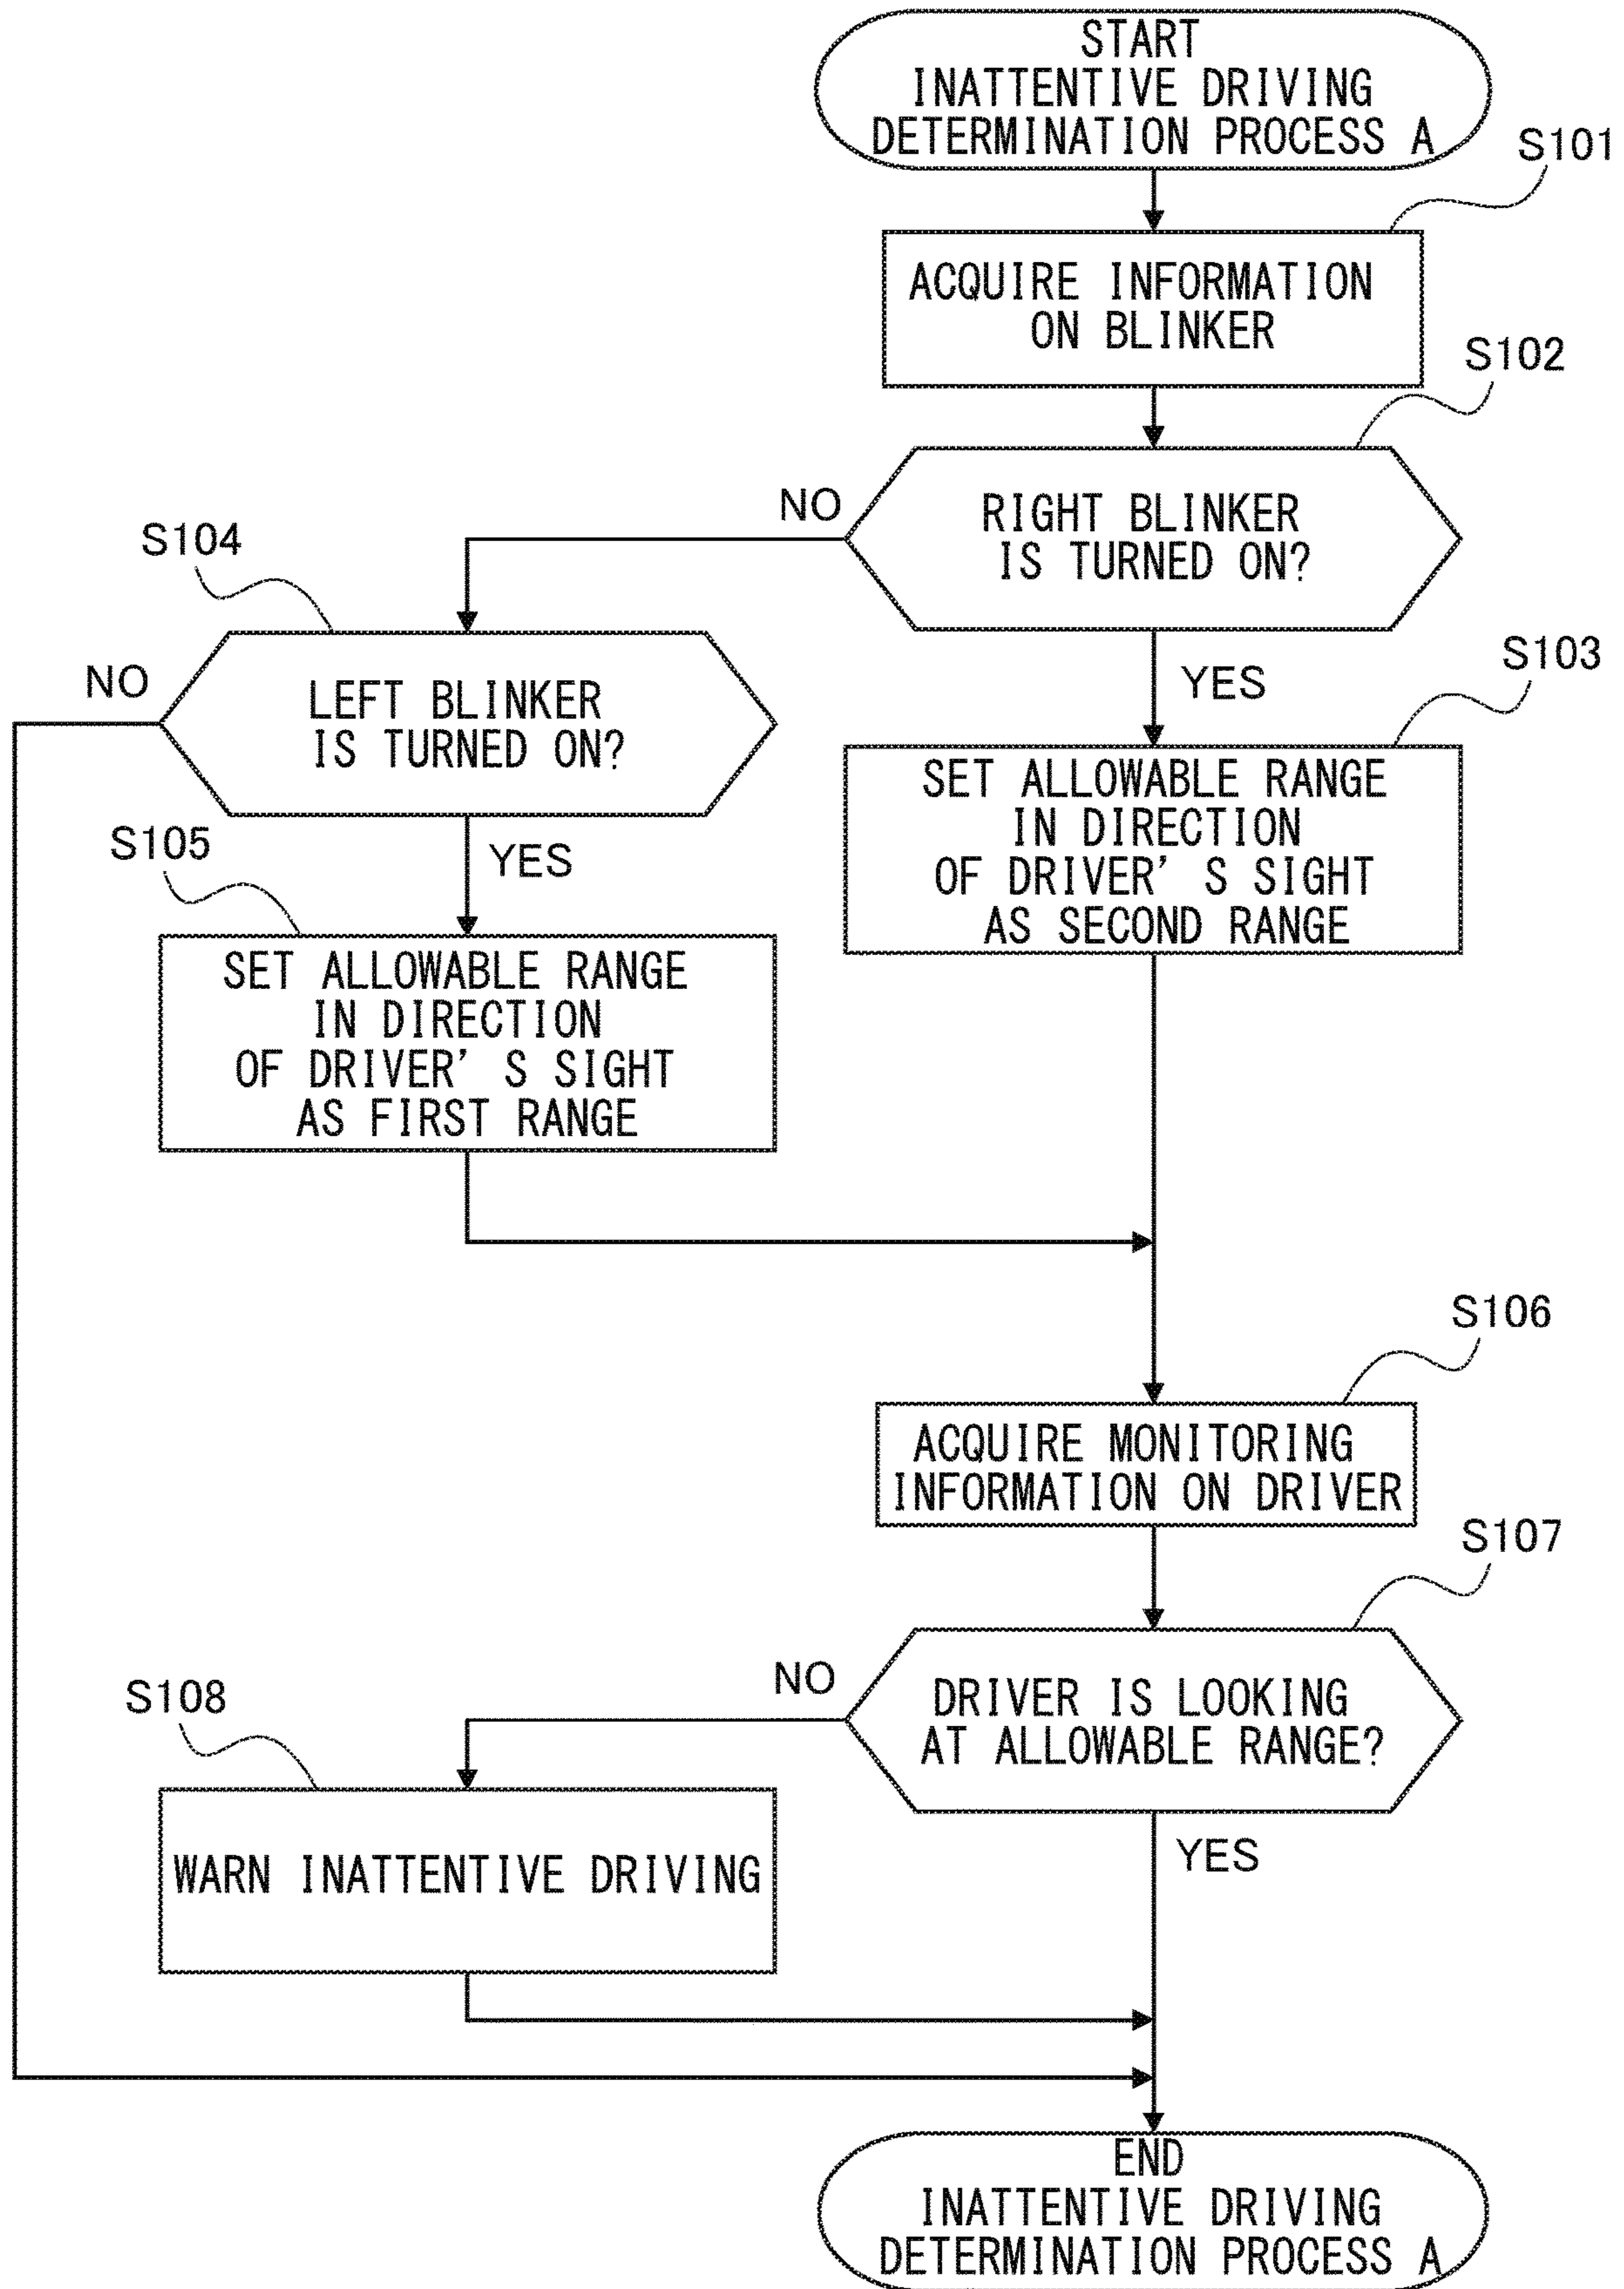 START
INATTENTIVE DRIVING
DETERMINATION PROCESS A
S101
ACQUIRE INFORMATION
ON BLINKER
S102
RIGHT BLINKER
IS TURNED ON?
NO
YES
S104
LEFT BLINKER
IS TURNED ON?
NO
YES
S103
SET ALLOWABLE RANGE
IN DIRECTION
OF DRIVER' S SIGHT
AS SECOND RANGE
S105
SET ALLOWABLE RANGE
IN DIRECTION
OF DRIVER' S SIGHT
AS FIRST RANGE
S106
ACQUIRE MONITORING
INFORMATION ON DRIVER
S107
DRIVER IS LOOKING
AT ALLOWABLE RANGE?
NO
YES
S108
WARN INATTENTIVE DRIVING
END
INATTENTIVE DRIVING
DETERMINATION PROCESS A